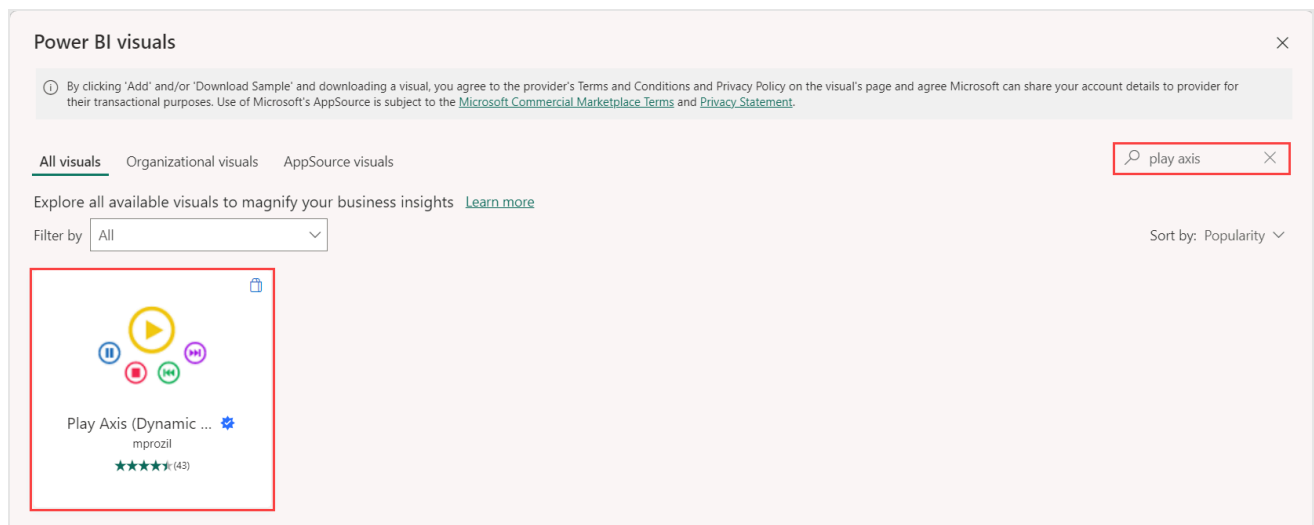 Power BI visuals
By clicking 'Add' and/or 'Download Sample' and downloading a visual, you agree to the provider's Terms and Conditions and Privacy Policy on the visual's page and agree Microsoft can share your account details to provider for
their transactional purposes. Use of Microsoft's AppSource is subject to the Microsoft Commercial Marketplace Terms and Privacy Statement.
All visuals Organizational visuals AppSource visuals play axis
Explore all available visuals to magnify your business insights Learn more
Filter by All Sort by: Popularity
Play Axis (Dynamic ...
mprozil
(43)